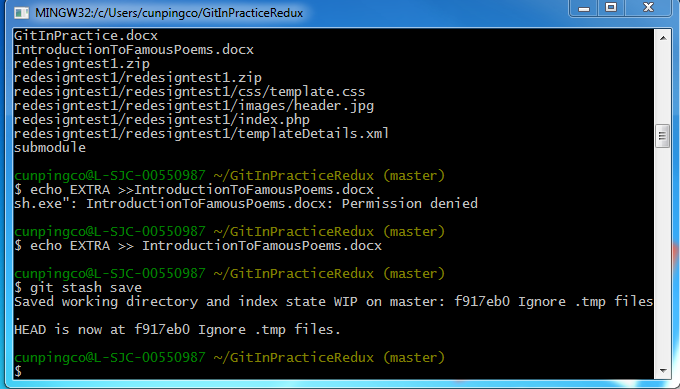 MINGW32:/c/Users/cunpingco/GitInPracticeRedux
GitInPractice.docx
IntroductionToFamousPoems.docx
redesigntest1.zip
redesigntest1/redesigntest1.zip
redesigntest1/redesigntest1/css/template.css
redesigntest1/redesigntest1/images/header.jpg
redesigntest1/redesigntest1/index.php
redesigntest1/redesigntest1/templateDetails.xml
submodule
cunpingco@L-SJC-00550987 ~/GitInPracticeRedux (master)
$ echo EXTRA >>IntroductionToFamousPoems.docx
sh.exe": IntroductionToFamousPoems.docx: Permission denied
cunpingco@L-SJC-00550987 ~/GitInPracticeRedux (master)
$ echo EXTRA >> IntroductionToFamousPoems.docx
cunpingco@L-SJC-00550987 ~/GitInPracticeRedux (master)
$ git stash save
Saved working directory and index state WIP on master: f917eb0 Ignore .tmp files
.
HEAD is now at f917eb0 Ignore .tmp files.
cunpingco@L-SJC-00550987 ~/GitInPracticeRedux (master)
$